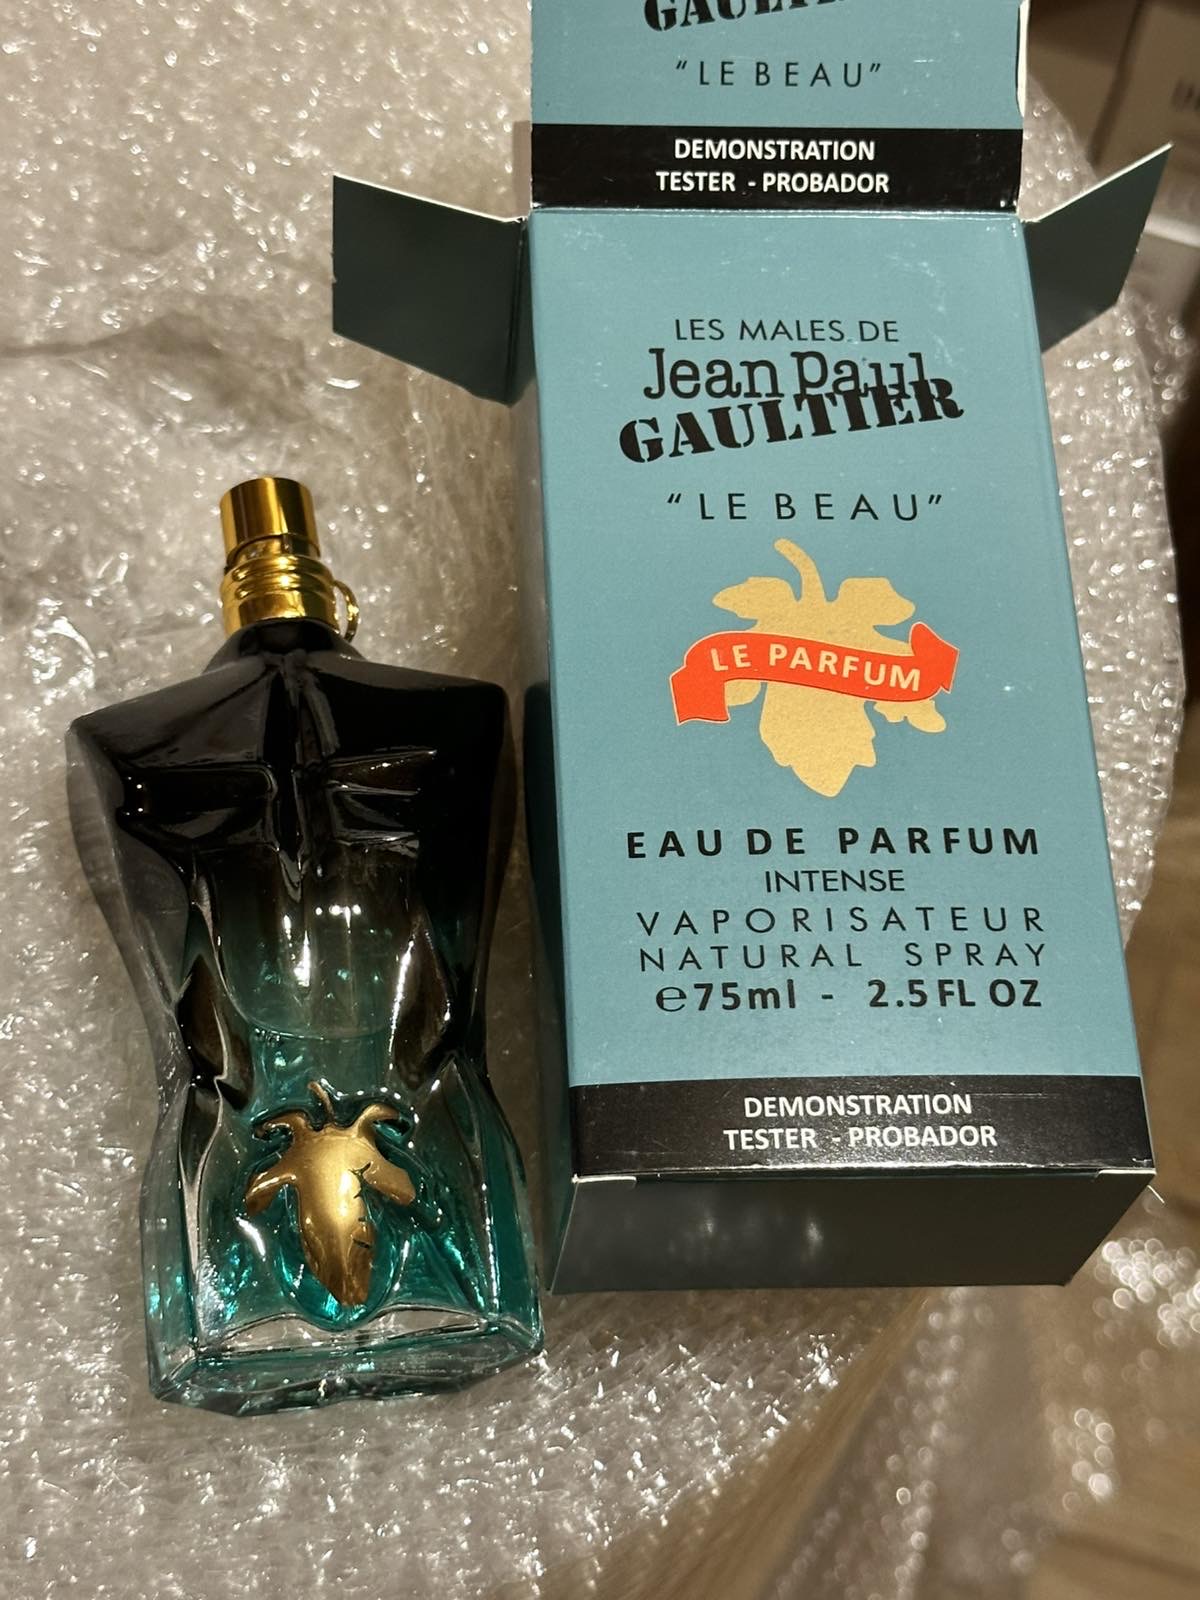 GAULTIER
"LE BEAU"
DEMONSTRATION
TESTER - PROBADOR
LES MALES DE
Jean Paul
GAULTIER
"LE BEAU"
LE PARFUM
EAU DE PARFUM
INTENSE
VAPORISATEUR
NATURAL SPRAY
℮75ml - 2.5FL OZ
DEMONSTRATION
TESTER - PROBADOR